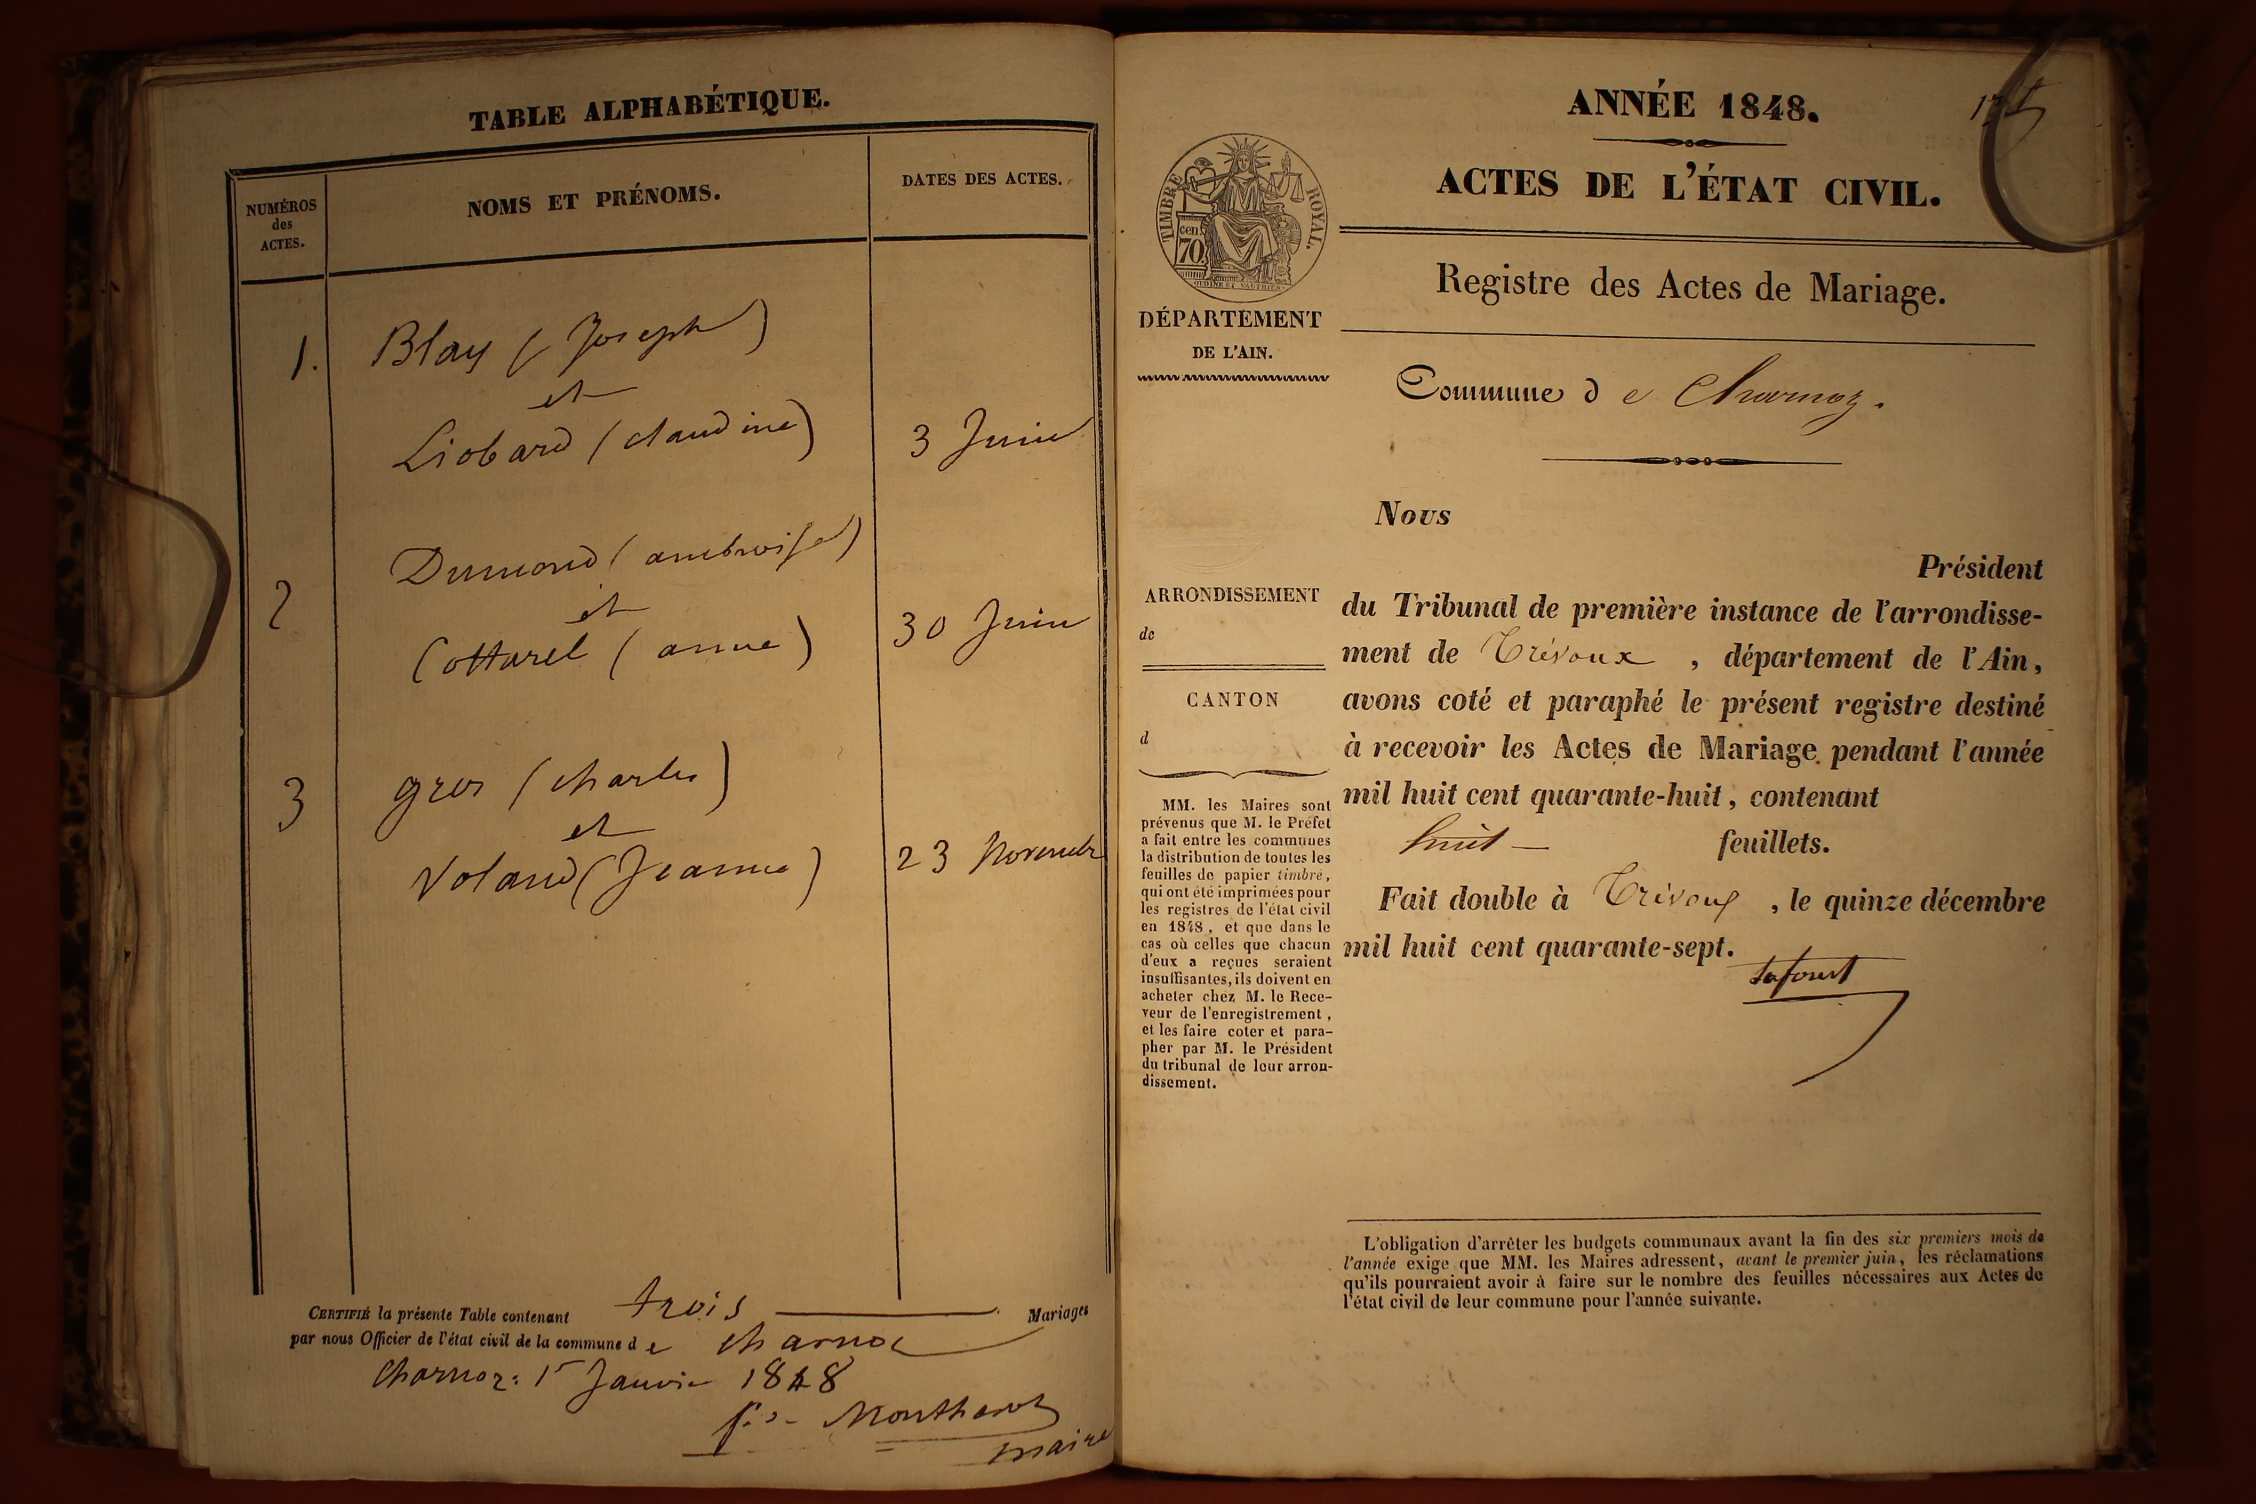 TABLE ALPHABÉTIQUE.
NUMÉROS
des
ACTES.
NOMS ET PRÉNOMS.
DATES DES ACTES.
1.
Blay (Joseph)
et
Liobard (claudine)
3 Juin
2
Dumond (ambroise)
et
Cottarel (anne)
30 Juin
3
gros (charles)
et
Voland (Jeanne)
23 Novembre
CERTIFIÉ la présente Table contenant trois Mariages
par nous Officier de l'état civil de la commune d e charnoz
Charnoz 1r Janvier 1848
maire
ANNÉE 1848.
ACTES DE L'ÉTAT CIVIL.
TIMBRE ROYAL.
cen.
70.
DÉPARTEMENT
DE L'AIN.
Registre des Actes de Mariage.
Commune d e Charnoz.
ARRONDISSEMENT
de
CANTON
d
MM. les Maires sont
prévenus que M. le Préfet
a fait entre les communes
la distribution de toutes les
feuilles de papier timbré,
qui ont été imprimées pour
les registres de l'état civil
en 1848, et que dans le
cas où celles que chacun
d'eux a reçues seraient
insuffisantes, ils doivent en
acheter chez M. le Rece-
veur de l'enregistrement,
et les faire coter et para-
pher par M. le Président
du tribunal de leur arron-
dissement.
Nous
Président
du Tribunal de première instance de l'arrondisse-
ment de Trévoux, département de l'Ain,
avons coté et paraphé le présent registre destiné
à recevoir les Actes de Mariage pendant l'année
mil huit cent quarante-huit, contenant
huit — feuillets.
Fait double à Trévoux, le quinze décembre
mil huit cent quarante-sept.
L'obligation d'arrêter les budgets communaux avant la fin des six premiers mois de
l'année exige que MM. les Maires adressent, avant le premier juin, les réclamations
qu'ils pourraient avoir à faire sur le nombre des feuilles nécessaires aux Actes de
l'état civil de leur commune pour l'année suivante.